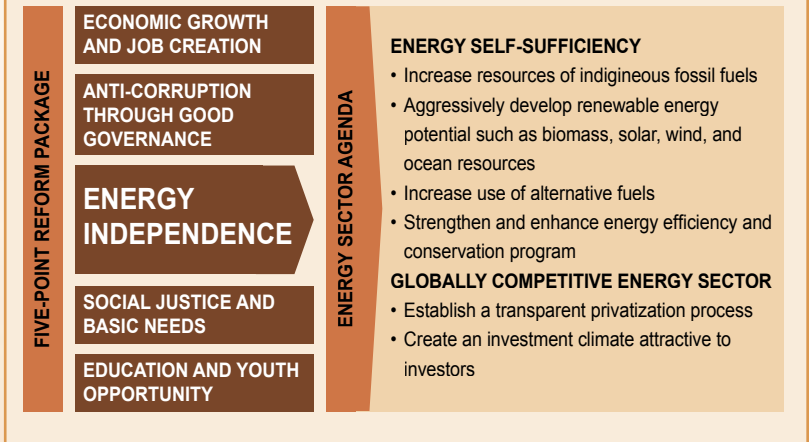 FIVE-POINT REFORM PACKAGE
ECONOMIC GROWTH
AND JOB CREATION
ANTI-CORRUPTION
THROUGH GOOD
GOVERNANCE
ENERGY
INDEPENDENCE
SOCIAL JUSTICE AND
BASIC NEEDS
EDUCATION AND YOUTH
OPPORTUNITY
ENERGY SECTOR AGENDA
ENERGY SELF-SUFFICIENCY
• Increase resources of indigineous fossil fuels
• Aggressively develop renewable energy
potential such as biomass, solar, wind, and
ocean resources
• Increase use of alternative fuels
• Strengthen and enhance energy efficiency and
conservation program
GLOBALLY COMPETITIVE ENERGY SECTOR
• Establish a transparent privatization process
• Create an investment climate attractive to
investors